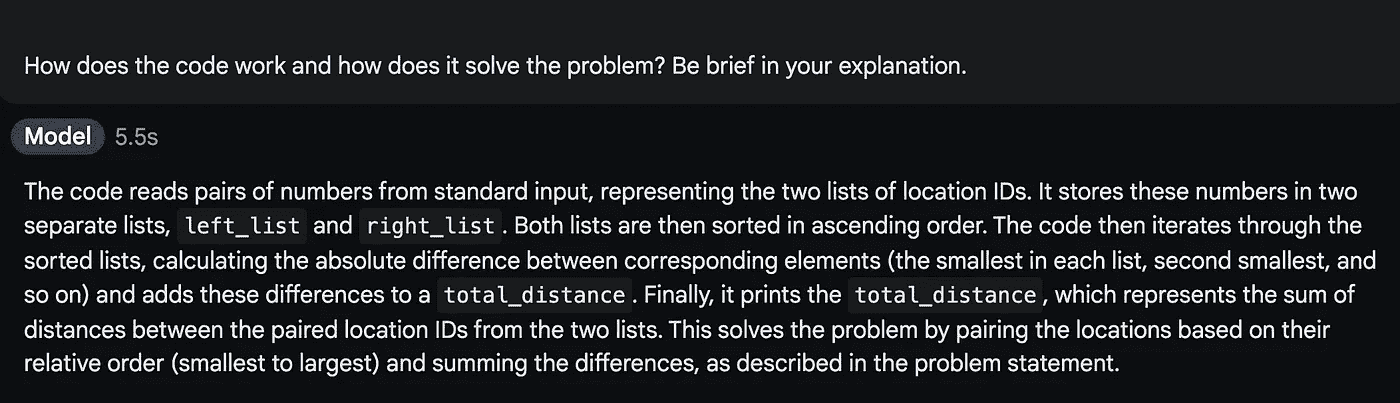 How does the code work and how does it solve the problem? Be brief in your explanation.
Model 5.5s
The code reads pairs of numbers from standard input, representing the two lists of location IDs. It stores these numbers in two
separate lists, left_list and right_list. Both lists are then sorted in ascending order. The code then iterates through the
sorted lists, calculating the absolute difference between corresponding elements (the smallest in each list, second smallest, and
so on) and adds these differences to a total_distance. Finally, it prints the total_distance, which represents the sum of
distances between the paired location IDs from the two lists. This solves the problem by pairing the locations based on their
relative order (smallest to largest) and summing the differences, as described in the problem statement.